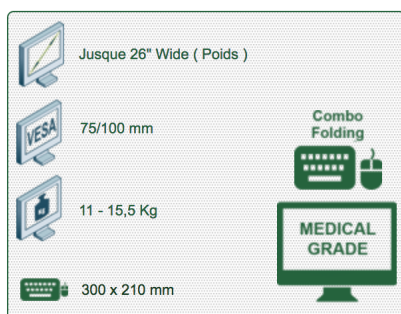 Jusque 26" Wide ( Poids )
VESA
75/100 mm
Combo
Folding
KG
11 - 15,5 Kg
MEDICAL
GRADE
300 x 210 mm